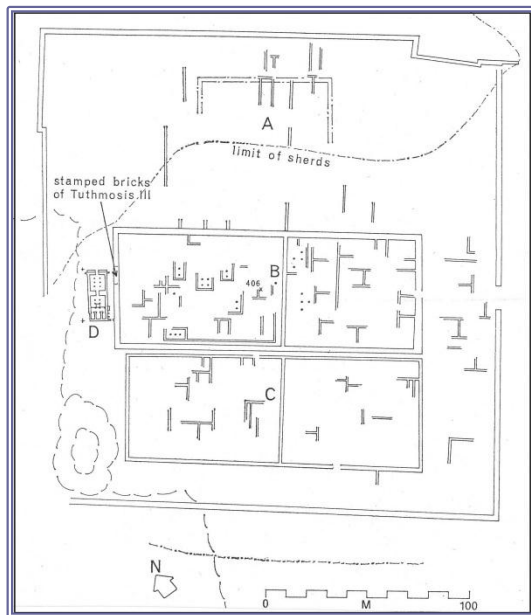 A
limit of sherds
stamped bricks
of Tuthmosis III
B
406
D
C
N
0 M 100